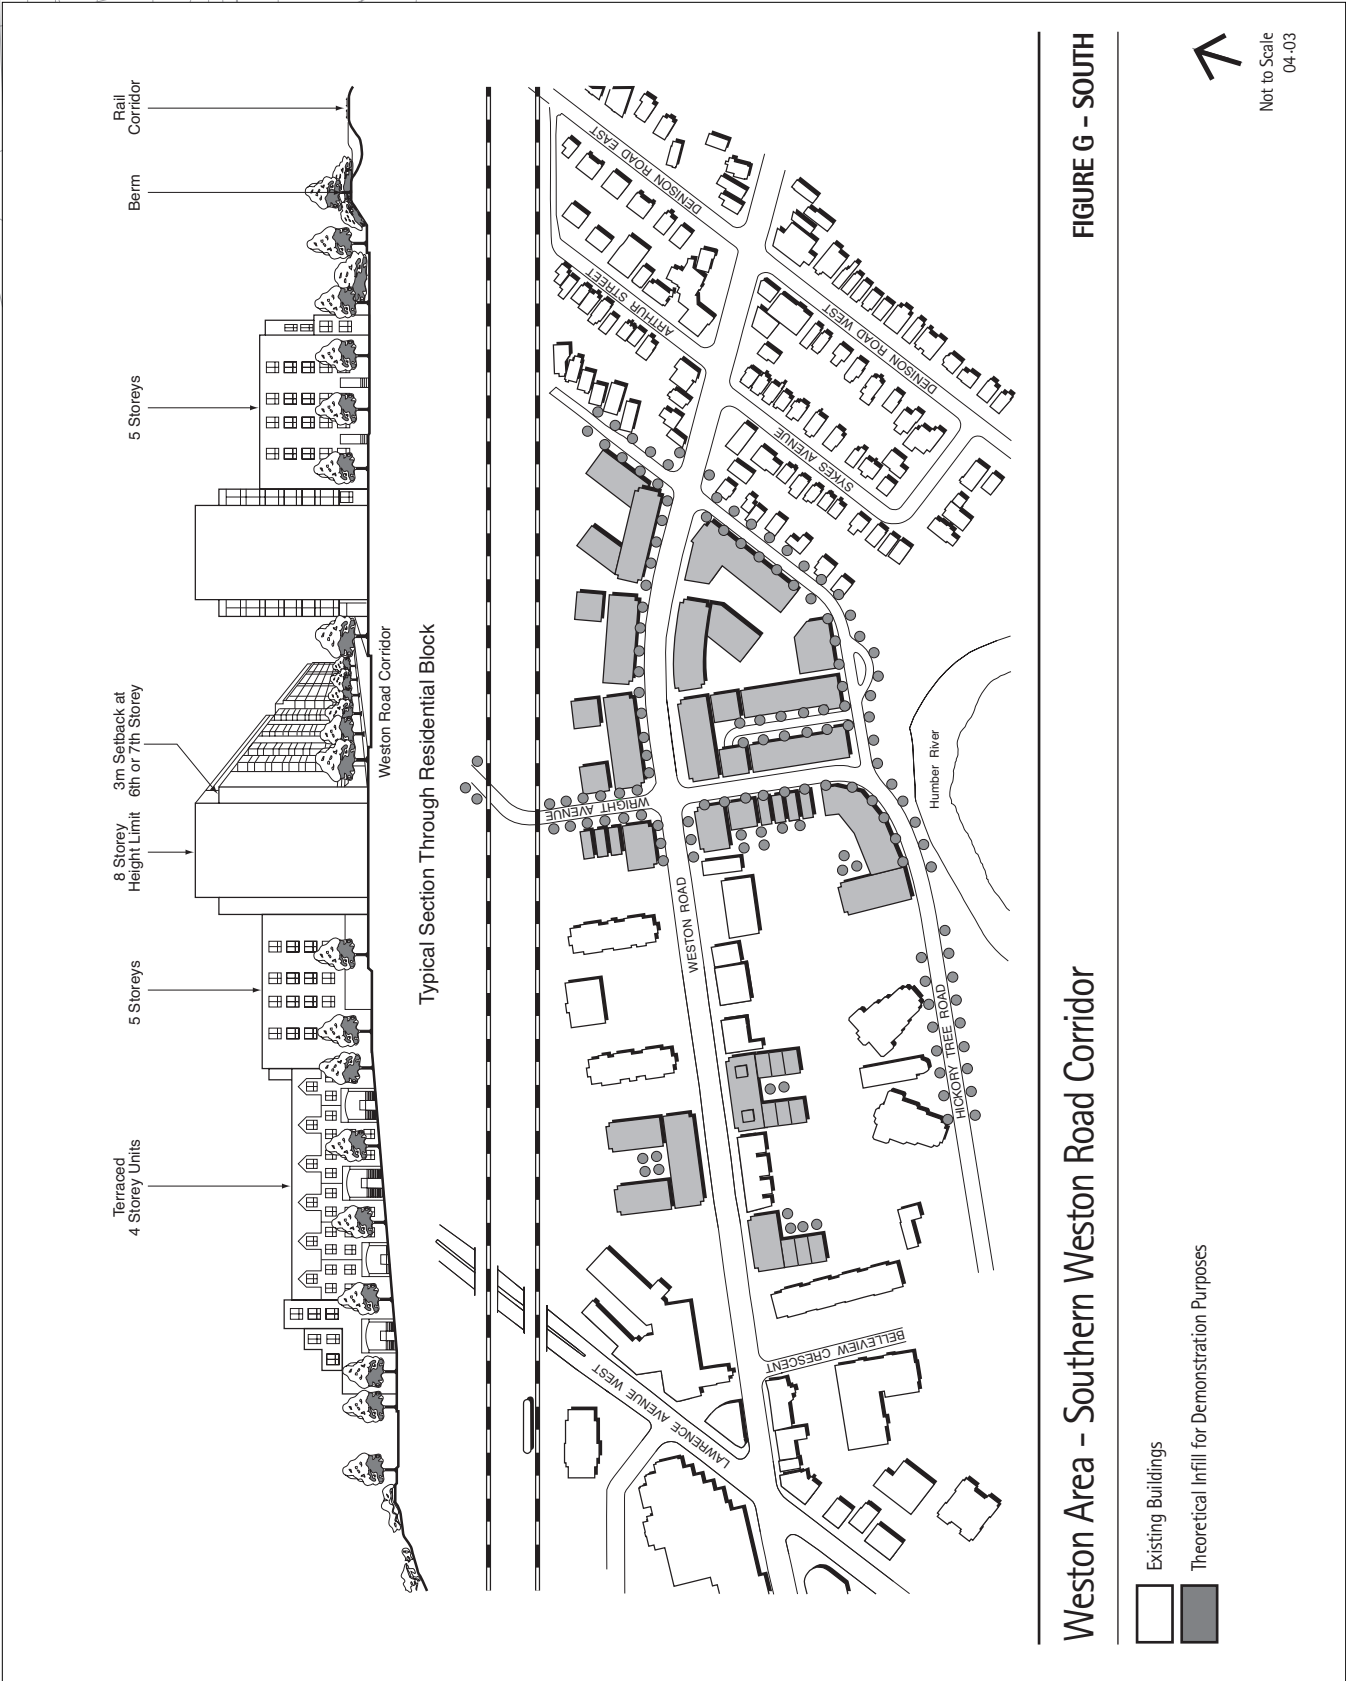 Terraced
4 Storey Units
5 Storeys
8 Storey
Height Limit
3m Setback at
6th or 7th Storey
5 Storeys
Berm
Rail
Corridor
Weston Road Corridor
Typical Section Through Residential Block
LAWRENCE AVENUE WEST
WESTON ROAD
WRIGHT AVENUE
ARTHUR STREET
DENISON ROAD EAST
BELLEVIEW CRESCENT
HICKORY TREE ROAD
Humber River
SYKES AVENUE
DENISON ROAD WEST
Weston Area - Southern Weston Road Corridor
FIGURE G - SOUTH
Existing Buildings
Theoretical Infill for Demonstration Purposes
Not to Scale
04-03